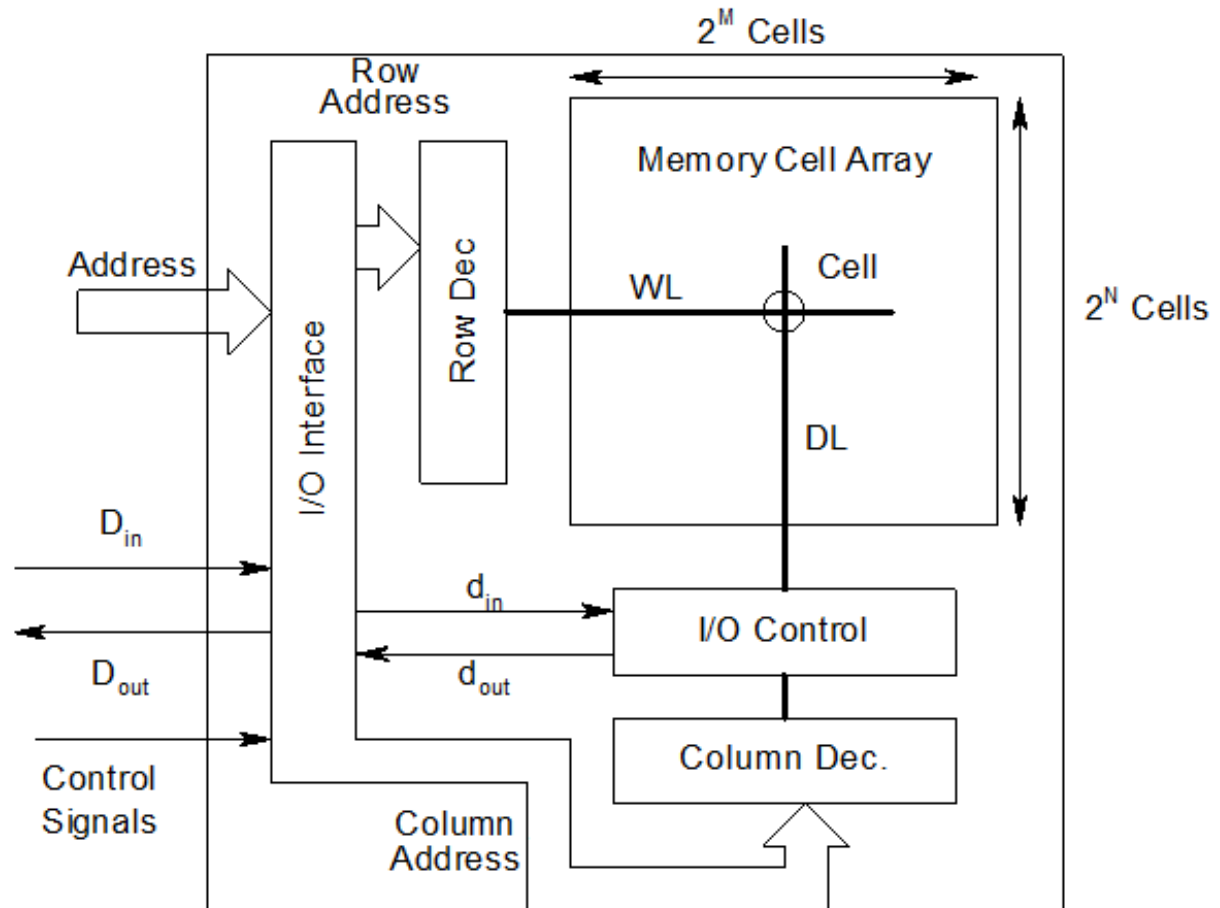 2^M Cells
Row
Address
Memory Cell Array
Address
Row Dec
WL
Cell
2^N Cells
I/O Interface
DL
D_in
d_in
I/O Control
D_out
d_out
Column Dec.
Control
Signals
Column
Address